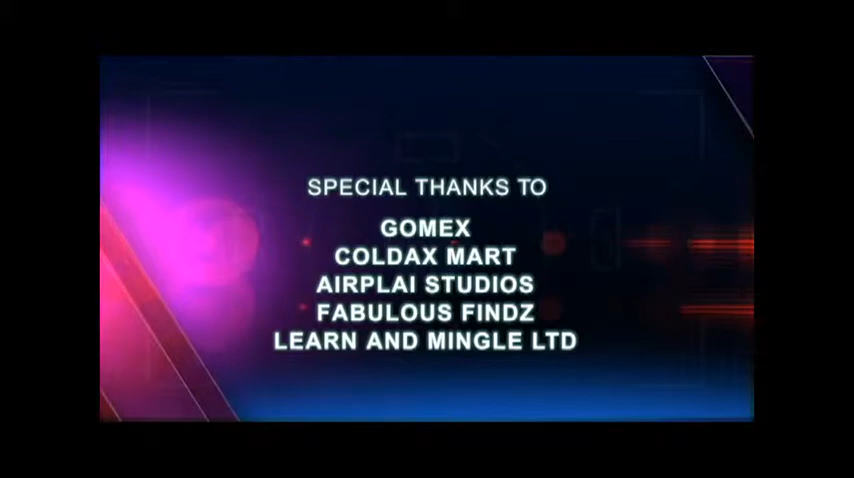 SPECIAL THANKS TO
GOMEX
COLDAX MART
AIRPLAI STUDIOS
FABULOUS FINDZ
LEARN AND MINGLE LTD